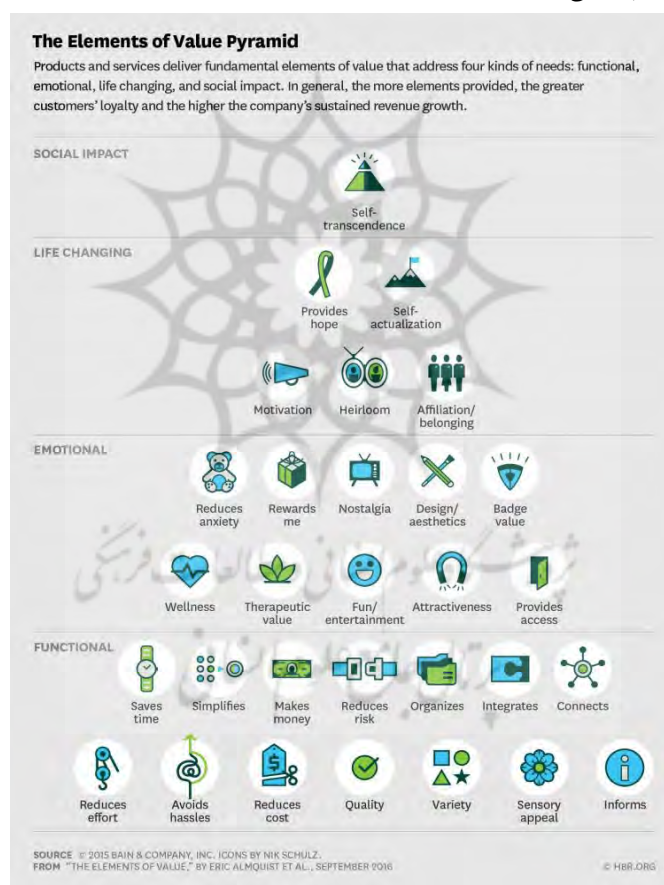 The Elements of Value Pyramid
Products and services deliver fundamental elements of value that address four kinds of needs: functional,
emotional, life changing, and social impact. In general, the more elements provided, the greater
customers' loyalty and the higher the company's sustained revenue growth.
SOCIAL IMPACT
Self-
transcendence
LIFE CHANGING
Provides
hope
Self-
actualization
Motivation
Heirloom
Affiliation/
belonging
EMOTIONAL
Reduces
anxiety
Rewards
me
Nostalgia
Design/
aesthetics
Badge
value
Wellness
Therapeutic
value
Fun/
entertainment
Attractiveness
Provides
access
FUNCTIONAL
Saves
time
Simplifies
Makes
money
Reduces
risk
Organizes
Integrates
Connects
Reduces
effort
Avoids
hassles
Reduces
cost
Quality
Variety
Sensory
appeal
Informs
SOURCE © 2015 BAIN & COMPANY, INC. ICONS BY NIK SCHULZ.
FROM "THE ELEMENTS OF VALUE," BY ERIC ALMQUIST ET AL., SEPTEMBER 2016
© HBR.ORG